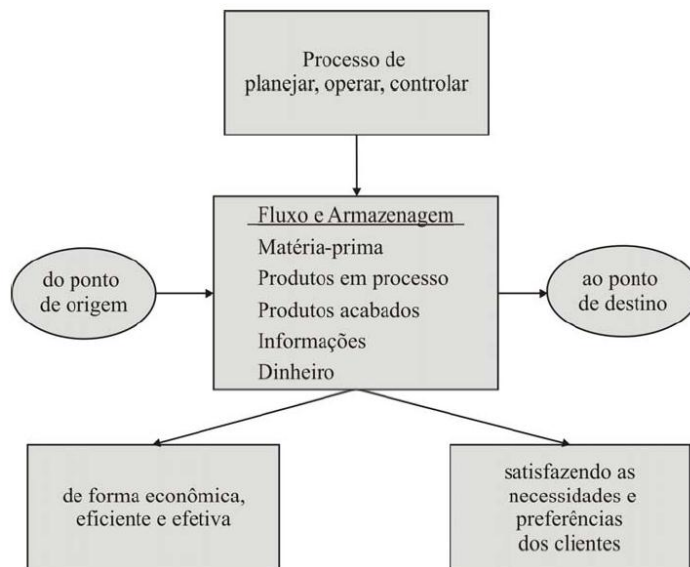 Processo de
planejar, operar, controlar
Fluxo e Armazenagem
Matéria-prima
Produtos em processo
Produtos acabados
Informações
Dinheiro
do ponto
de origem
ao ponto
de destino
de forma econômica,
eficiente e efetiva
satisfazendo as
necessidades e
preferências
dos clientes